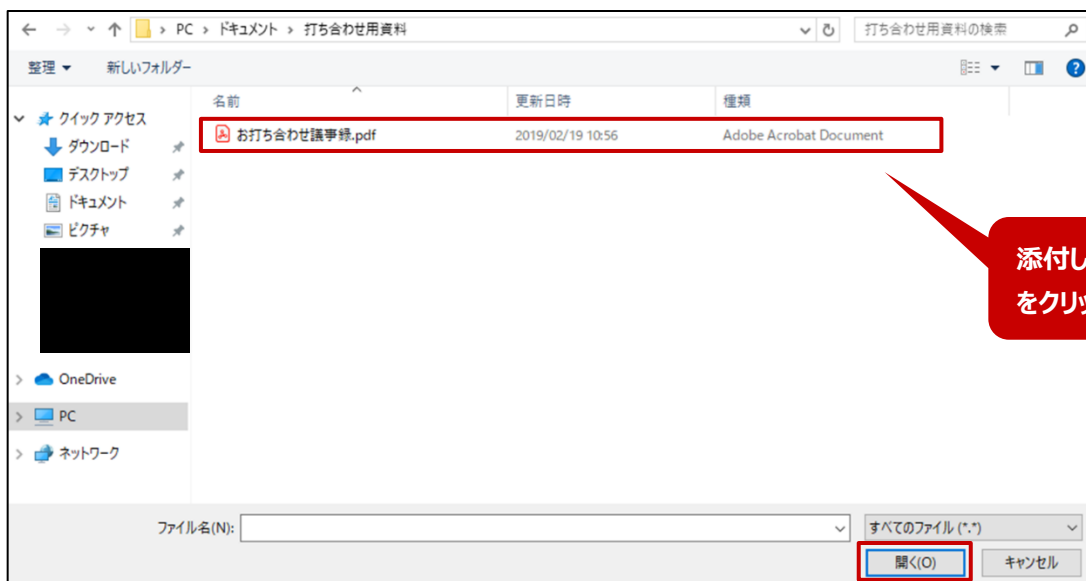 PC > ドキュメント > 打ち合わせ用資料
打ち合わせ用資料の検索
整理
新しいフォルダー
名前
更新日時
種類
お打ち合わせ議事録.pdf
2019/02/19 10:56
Adobe Acrobat Document
クイック アクセス
ダウンロード
デスクトップ
ドキュメント
ピクチャ
添付し
をクリッ
OneDrive
PC
ネットワーク
ファイル名(N):
すべてのファイル (*.*)
開く(O)
キャンセル